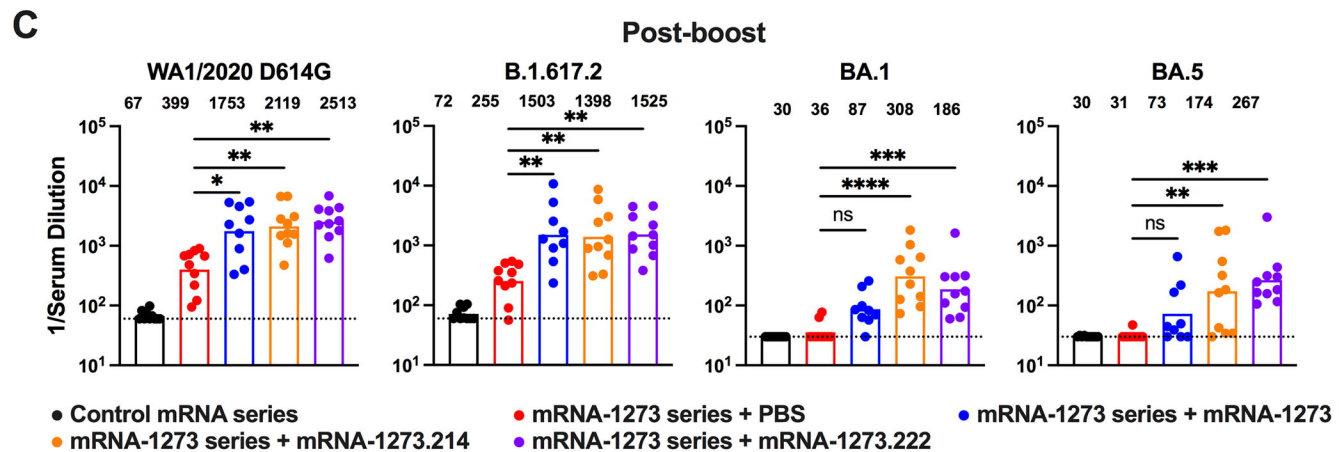 C
Post-boost
WA1/2020 D614G
B.1.617.2
BA.1
BA.5
67 399 1753 2119 2513
72 255 1503 1398 1525
30 36 87 308 186
30 31 73 174 267
1/Serum Dilution
10^5
10^4
10^3
10^2
10^1
**
**
*
10^5
10^4
10^3
10^2
10^1
**
**
**
10^5
10^4
10^3
10^2
10^1
***
****
ns
10^5
10^4
10^3
10^2
10^1
***
**
ns
Control mRNA series
mRNA-1273 series + PBS
mRNA-1273 series + mRNA-1273
mRNA-1273 series + mRNA-1273.214
mRNA-1273 series + mRNA-1273.222